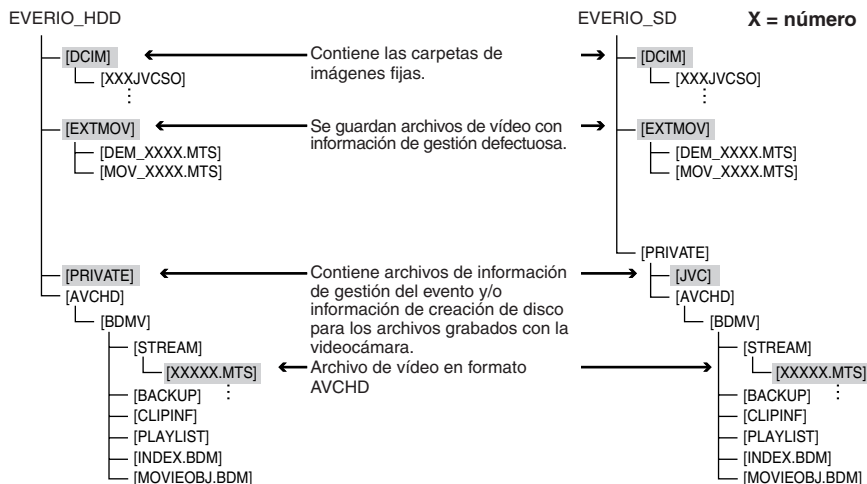 EVERIO_HDD
[DCIM]
[XXXJVCSO]
[EXTMOV]
[DEM_XXXX.MTS]
[MOV_XXXX.MTS]
[PRIVATE]
[AVCHD]
[BDMV]
[STREAM]
[XXXXX.MTS]
[BACKUP]
[CLIPINF]
[PLAYLIST]
[INDEX.BDM]
[MOVIEOBJ.BDM]
Contiene las carpetas de
imágenes fijas.
Se guardan archivos de vídeo con
información de gestión defectuosa.
Contiene archivos de información
de gestión del evento y/o
información de creación de disco
para los archivos grabados con la
videocámara.
Archivo de vídeo en formato
AVCHD
EVERIO_SD
X = número
[DCIM]
[XXXJVCSO]
[EXTMOV]
[DEM_XXXX.MTS]
[MOV_XXXX.MTS]
[PRIVATE]
[JVC]
[AVCHD]
[BDMV]
[STREAM]
[XXXXX.MTS]
[BACKUP]
[CLIPINF]
[PLAYLIST]
[INDEX.BDM]
[MOVIEOBJ.BDM]